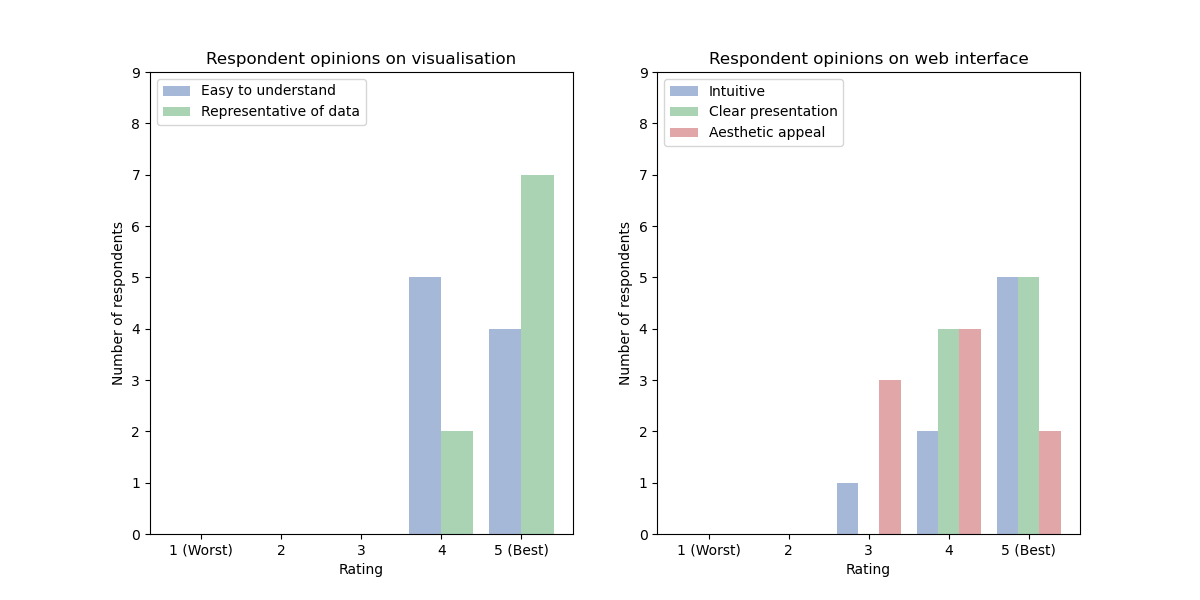 Respondent opinions on visualisation
9
8
7
6
5
4
3
2
1
0
Number of respondents
Easy to understand
Representative of data
1 (Worst) 2 3 4 5 (Best)
Rating
Respondent opinions on web interface
9
8
7
6
5
4
3
2
1
0
Number of respondents
Intuitive
Clear presentation
Aesthetic appeal
1 (Worst) 2 3 4 5 (Best)
Rating